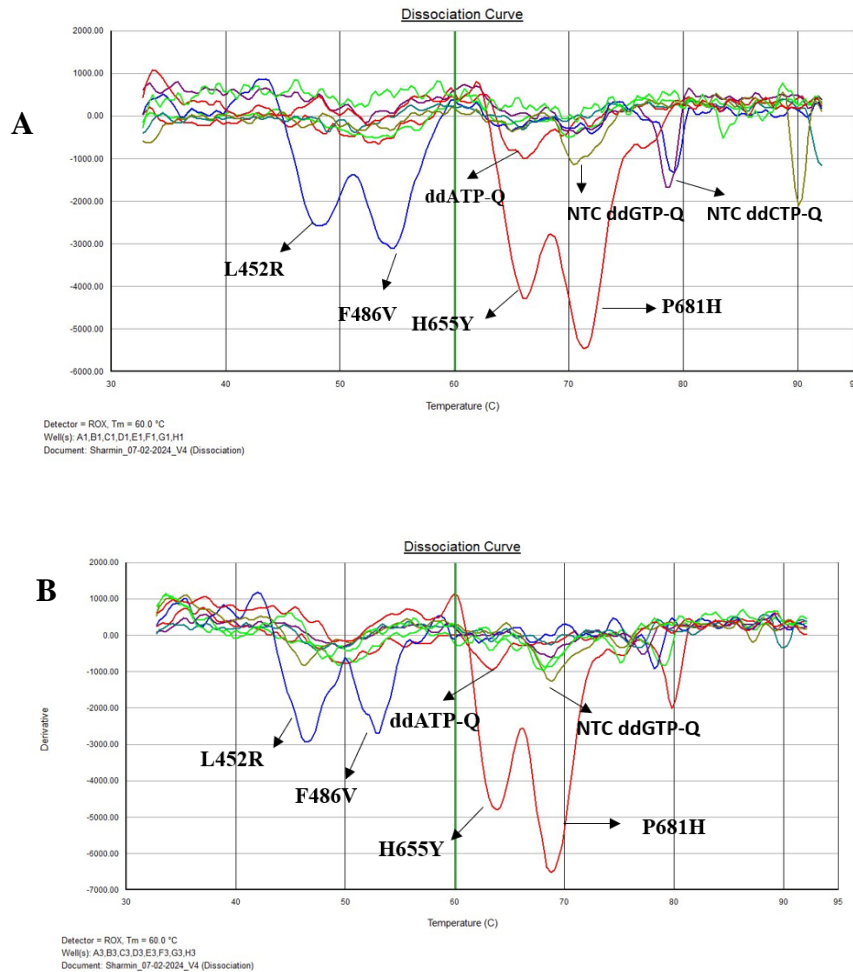 Dissociation Curve
A
2000.00
1000.00
0.00
-1000.00
-2000.00
-3000.00
-4000.00
-5000.00
-6000.00
ddATP-Q
NTC ddGTP-Q
NTC ddCTP-Q
L452R
F486V
H655Y
P681H
30 40 50 60 70 80 90 95
Temperature (C)
Detector = ROX, Tm = 60.0 °C
Well(s): A1,B1,C1,D1,E1,F1,G1,H1
Document: Sharmin_07-02-2024_V4 (Dissociation)
Dissociation Curve
B
2000.00
1000.00
0.00
-1000.00
-2000.00
-3000.00
-4000.00
-5000.00
-6000.00
-7000.00
Derivative
ddATP-Q
NTC ddGTP-Q
L452R
F486V
H655Y
P681H
30 40 50 60 70 80 90 95
Temperature (C)
Detector = ROX, Tm = 60.0 °C
Well(s): A3,B3,C3,D3,E3,F3,G3,H3
Document: Sharmin_07-02-2024_V4 (Dissociation)